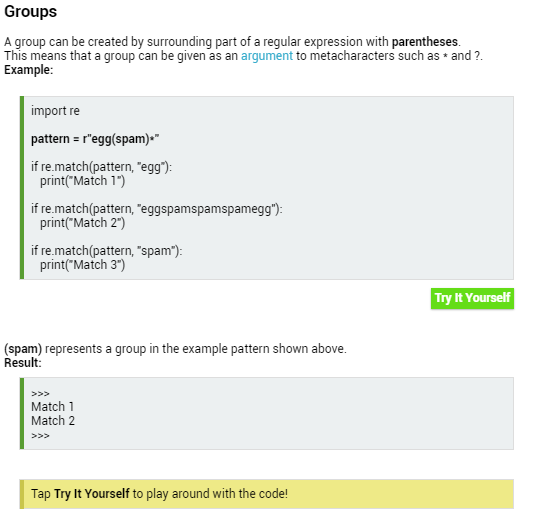 Groups
A group can be created by surrounding part of a regular expression with parentheses.
This means that a group can be given as an argument to metacharacters such as * and ?.
Example:
import re
pattern = r"egg(spam)*"
if re.match(pattern, "egg"):
print("Match 1")
if re.match(pattern, "eggspamspamspamegg"):
print("Match 2")
if re.match(pattern, "spam"):
print("Match 3")
Try It Yourself
(spam) represents a group in the example pattern shown above.
Result:
>>>
Match 1
Match 2
>>>
Tap Try It Yourself to play around with the code!